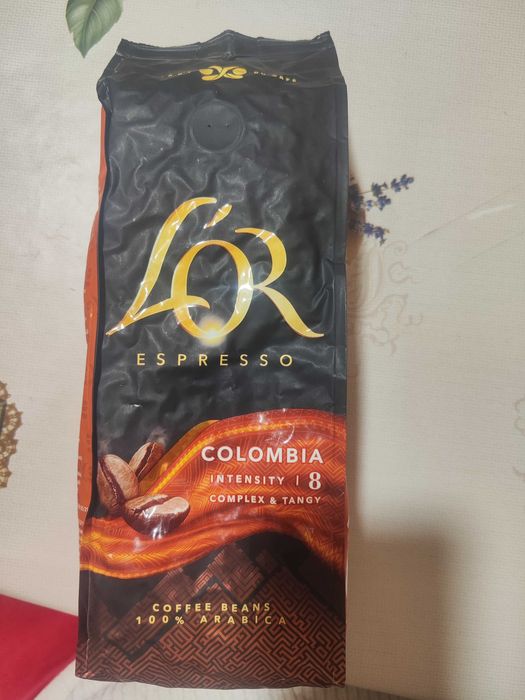 L'OR
ESPRESSO
COLOMBIA
INTENSITY | 8
COMPLEX & TANGY
COFFEE BEANS
100% ARABICA